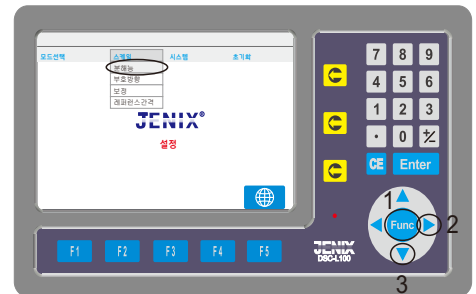 모드선택 스케일 시스템 초기화
분해능
부호방향
보정
레퍼런스간격
JENIX®
설정
7 8 9
4 5 6
1 2 3
· 0 +/-
CE Enter
1
Func 2
3
F1 F2 F3 F4 F5
JENIX
DSC-L100